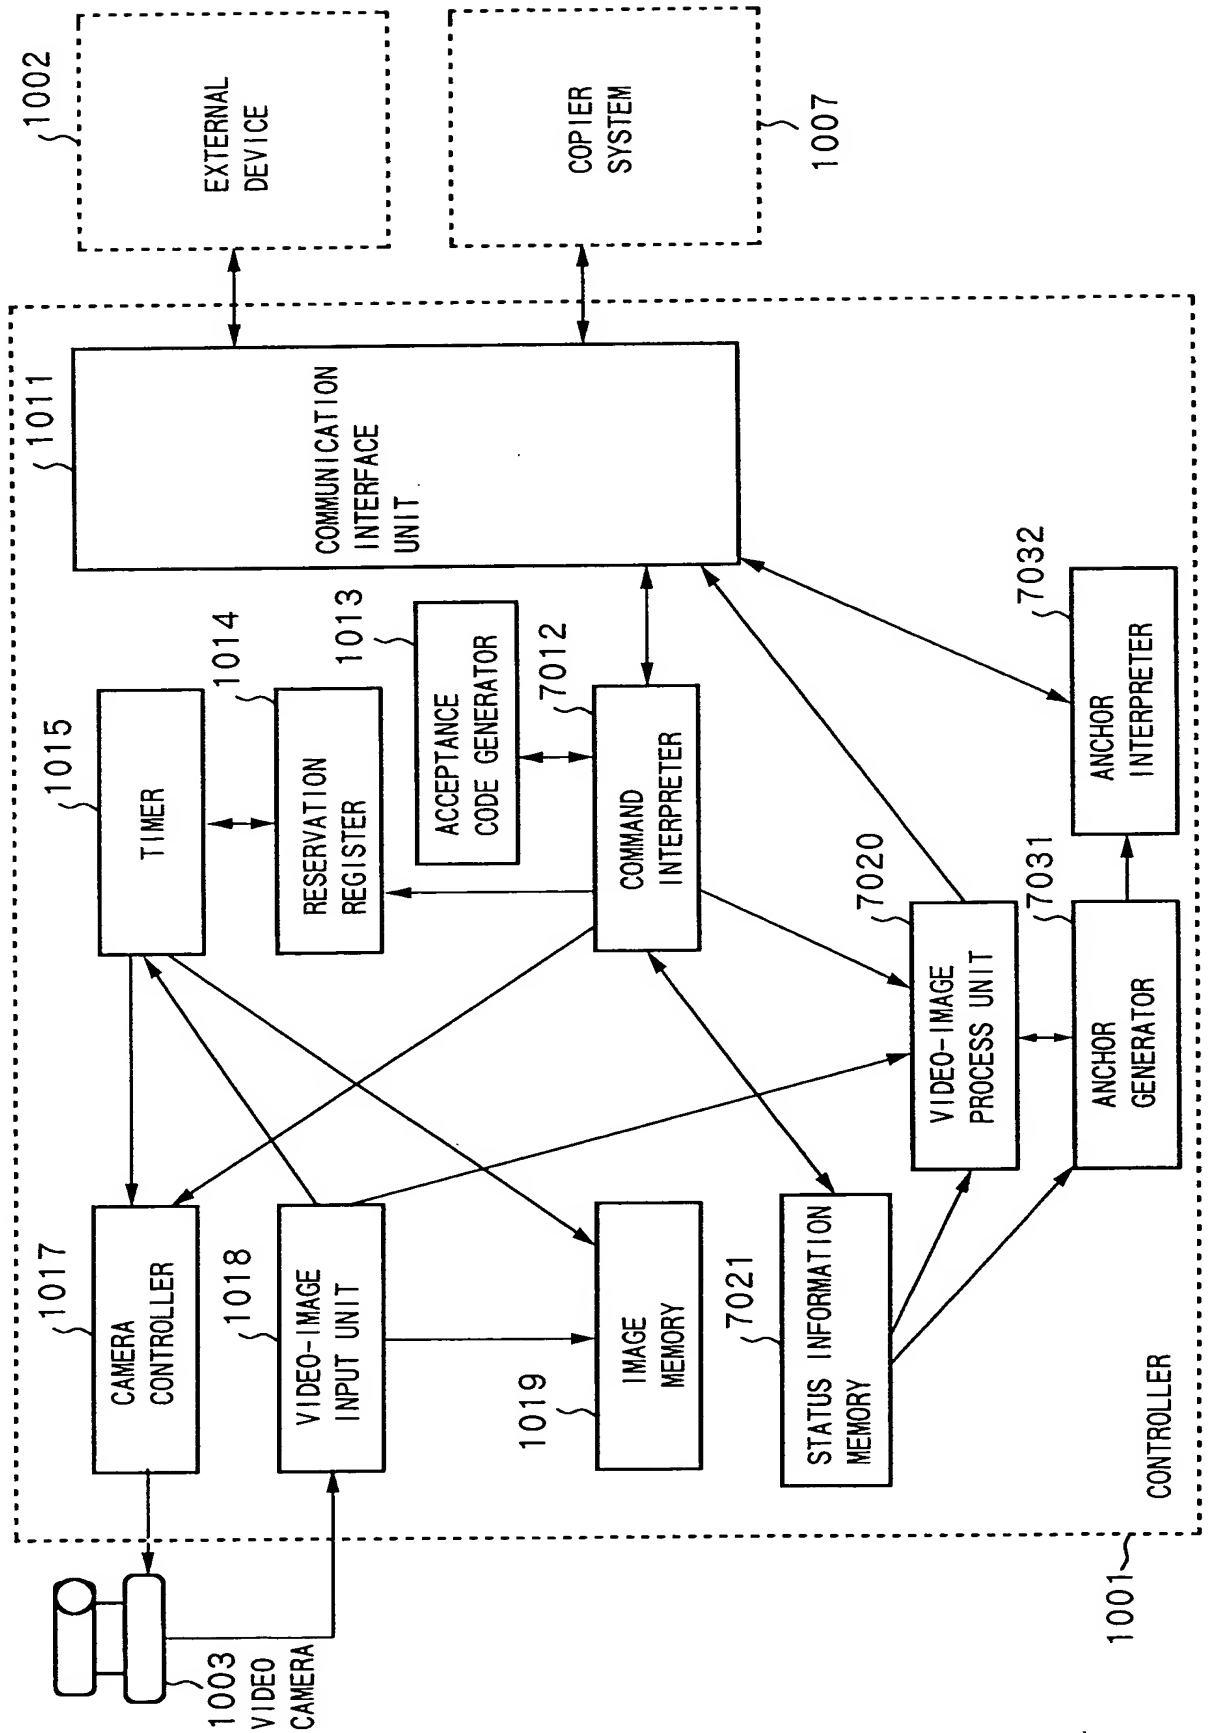 1003
VIDEO
CAMERA
1017
CAMERA
CONTROLLER
1015
TIMER
1018
VIDEO-IMAGE
INPUT UNIT
1014
RESERVATION
REGISTER
1013
ACCEPTANCE
CODE GENERATOR
1011
COMMUNICATION
INTERFACE
UNIT
1002
EXTERNAL
DEVICE
COPIER
SYSTEM
1007
1019
IMAGE
MEMORY
7012
COMMAND
INTERPRETER
7021
STATUS INFORMATION
MEMORY
7020
VIDEO-IMAGE
PROCESS UNIT
7031
ANCHOR
GENERATOR
7032
ANCHOR
INTERPRETER
CONTROLLER
1001